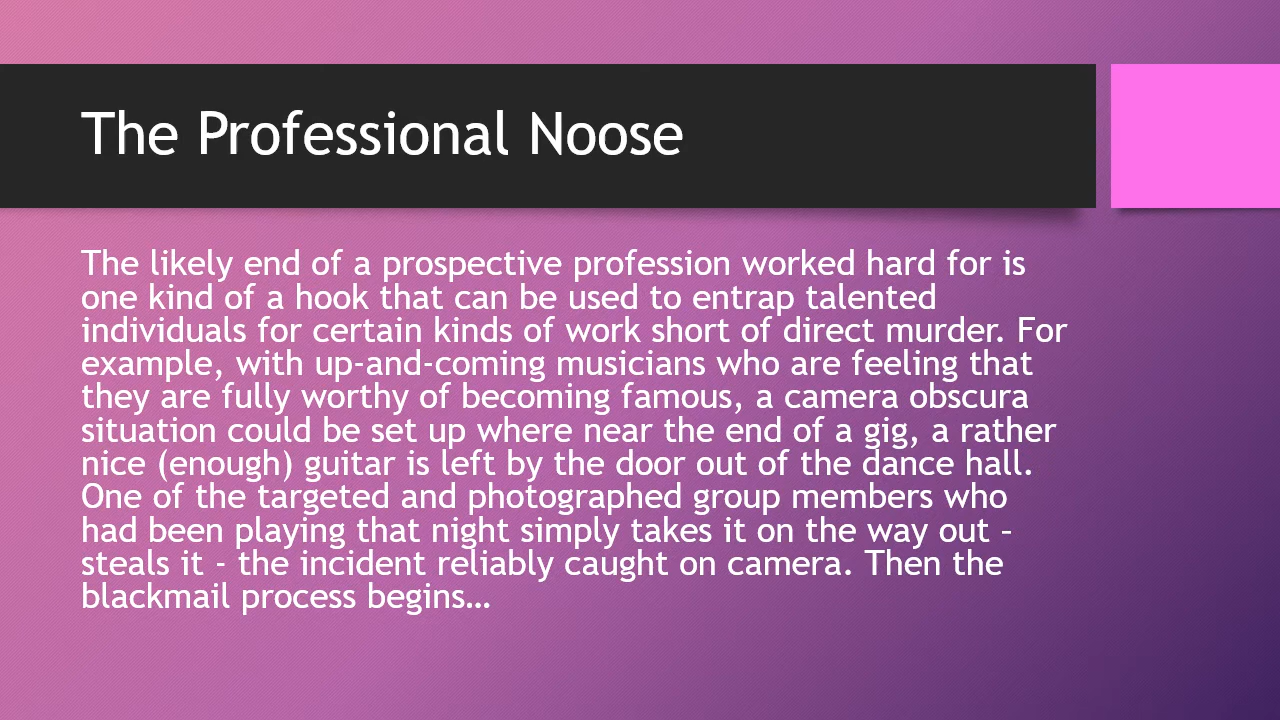 The Professional Noose
The likely end of a prospective profession worked hard for is
one kind of a hook that can be used to entrap talented
individuals for certain kinds of work short of direct murder. For
example, with up-and-coming musicians who are feeling that
they are fully worthy of becoming famous, a camera obscura
situation could be set up where near the end of a gig, a rather
nice (enough) guitar is left by the door out of the dance hall.
One of the targeted and photographed group members who
had been playing that night simply takes it on the way out –
steals it - the incident reliably caught on camera. Then the
blackmail process begins…